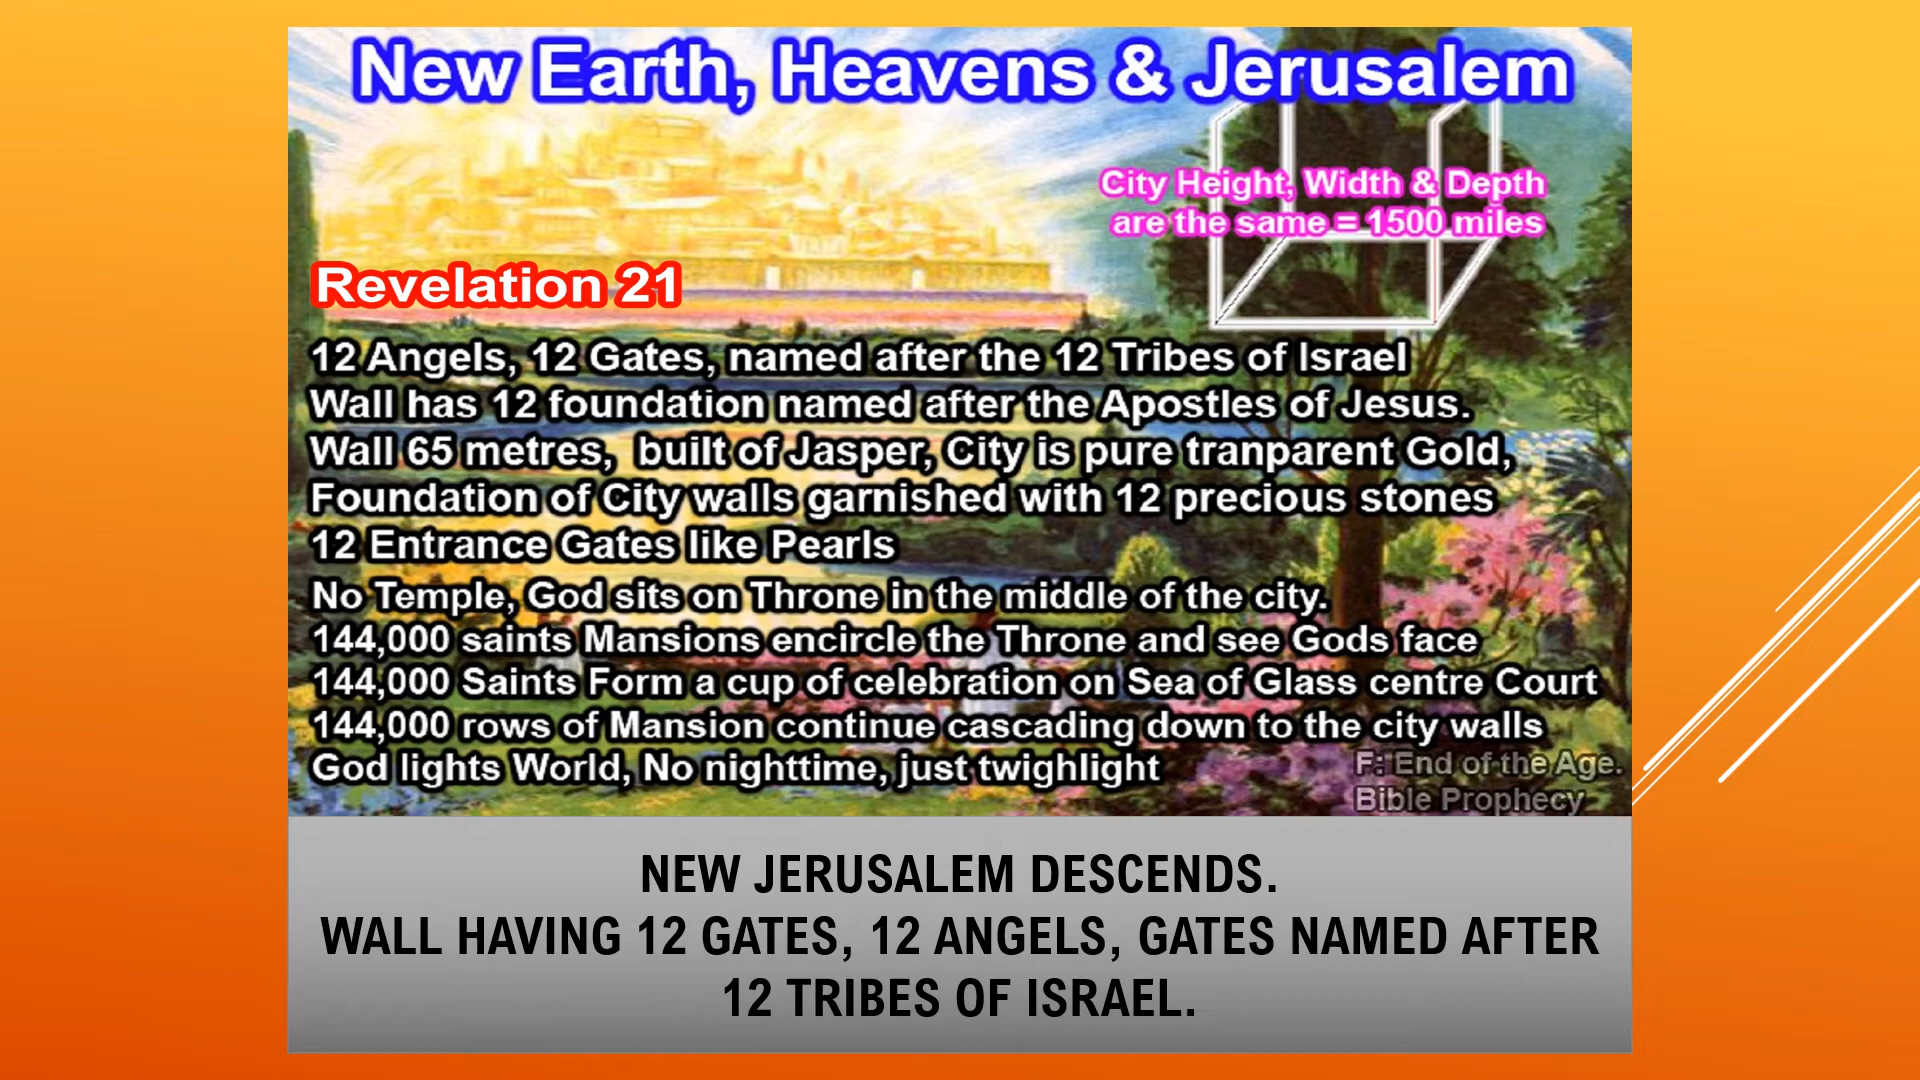 New Earth, Heavens & Jerusalem
City Height, Width & Depth
are the same = 1500 miles
Revelation 21
12 Angels, 12 Gates, named after the 12 Tribes of Israel
Wall has 12 foundation named after the Apostles of Jesus.
Wall 65 metres, built of Jasper, City is pure tranparent Gold,
Foundation of City walls garnished with 12 precious stones
12 Entrance Gates like Pearls
No Temple, God sits on Throne in the middle of the city.
144,000 saints Mansions encircle the Throne and see Gods face
144,000 Saints Form a cup of celebration on Sea of Glass centre Court
144,000 rows of Mansion continue cascading down to the city walls
God lights World, No nighttime, just twighlight
F: End of the Age.
Bible Prophecy
NEW JERUSALEM DESCENDS.
WALL HAVING 12 GATES, 12 ANGELS, GATES NAMED AFTER
12 TRIBES OF ISRAEL.